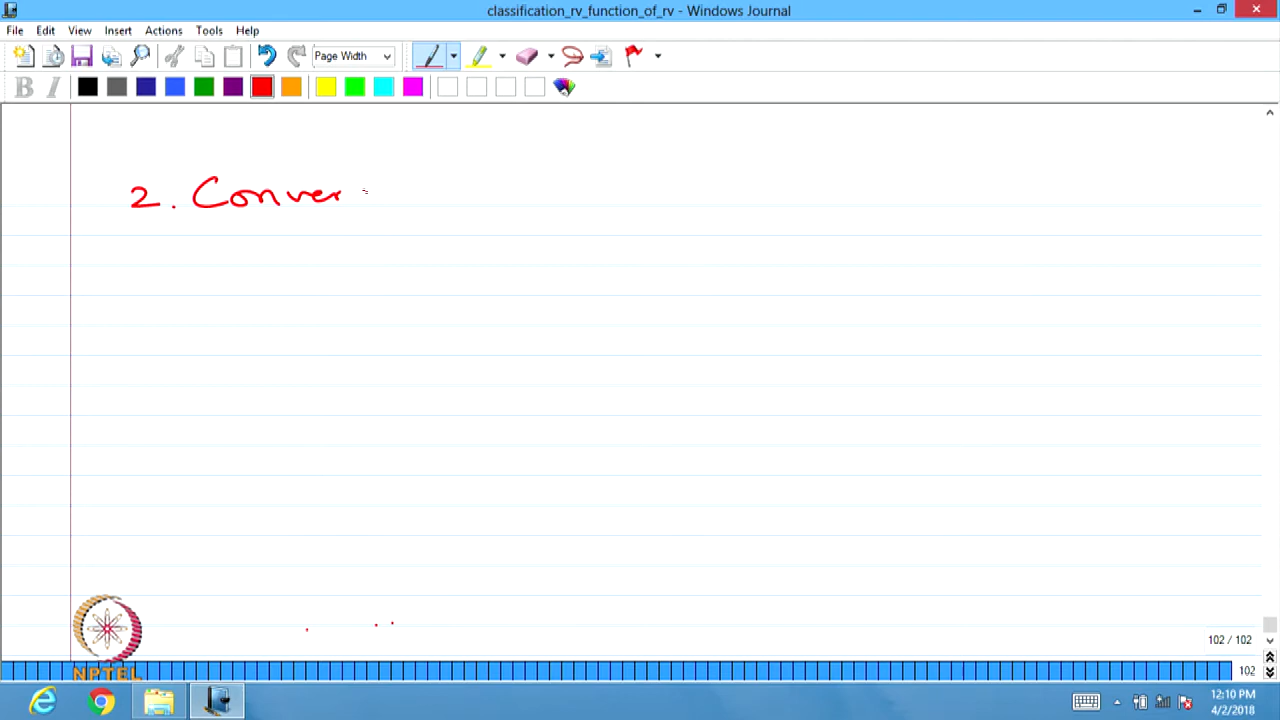 classification_rv_function_of_rv - Windows Journal
File Edit View Insert Actions Tools Help
Page Width
B I
2. Conver
102 / 102
102
NPTEL
12:10 PM
4/2/2018